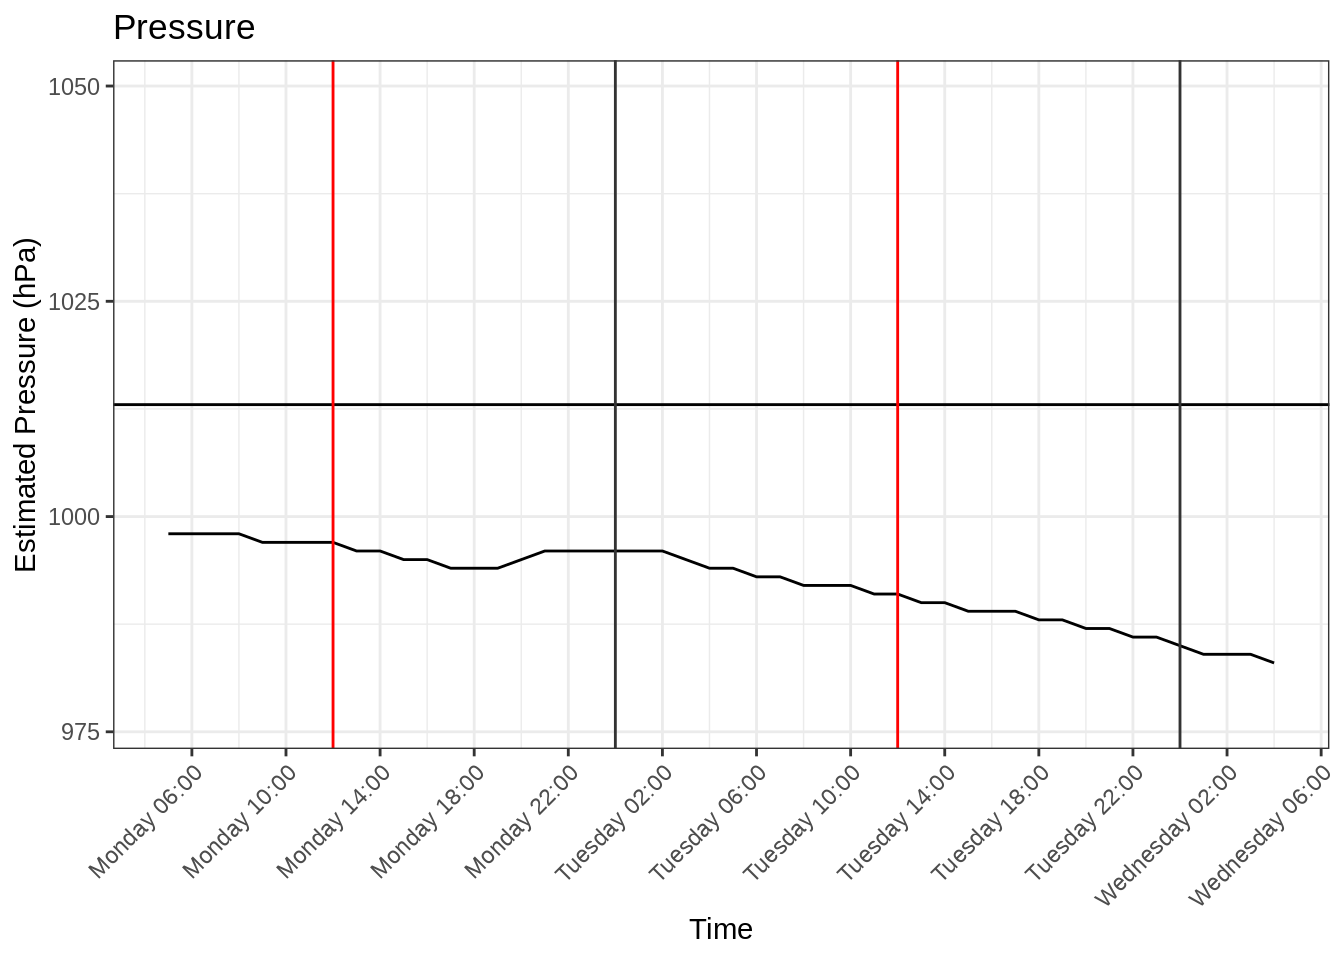 Pressure
Estimated Pressure (hPa)
1050
1025
1000
975
Monday 06:00
Monday 10:00
Monday 14:00
Monday 18:00
Monday 22:00
Tuesday 02:00
Tuesday 06:00
Tuesday 10:00
Tuesday 14:00
Tuesday 18:00
Tuesday 22:00
Wednesday 02:00
Wednesday 06:00
Time